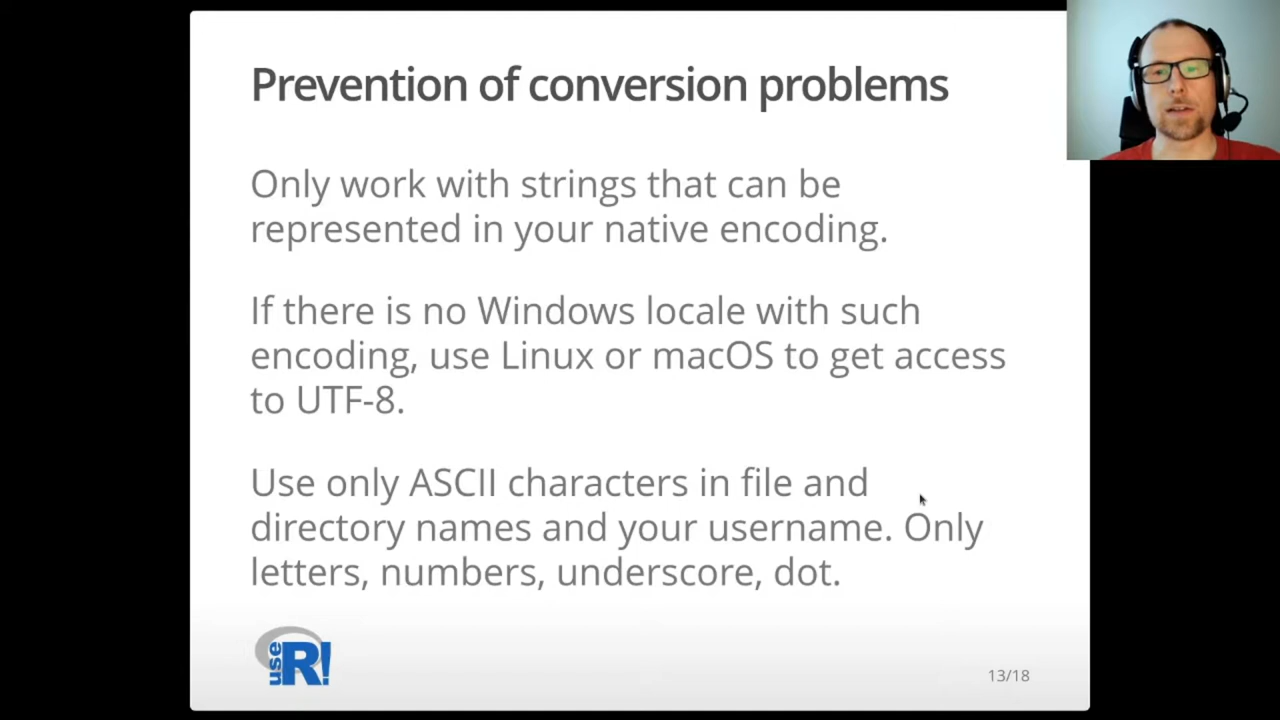 Prevention of conversion problems
Only work with strings that can be
represented in your native encoding.
If there is no Windows locale with such
encoding, use Linux or macOS to get access
to UTF-8.
Use only ASCII characters in file and
directory names and your username. Only
letters, numbers, underscore, dot.
use R!
13/18